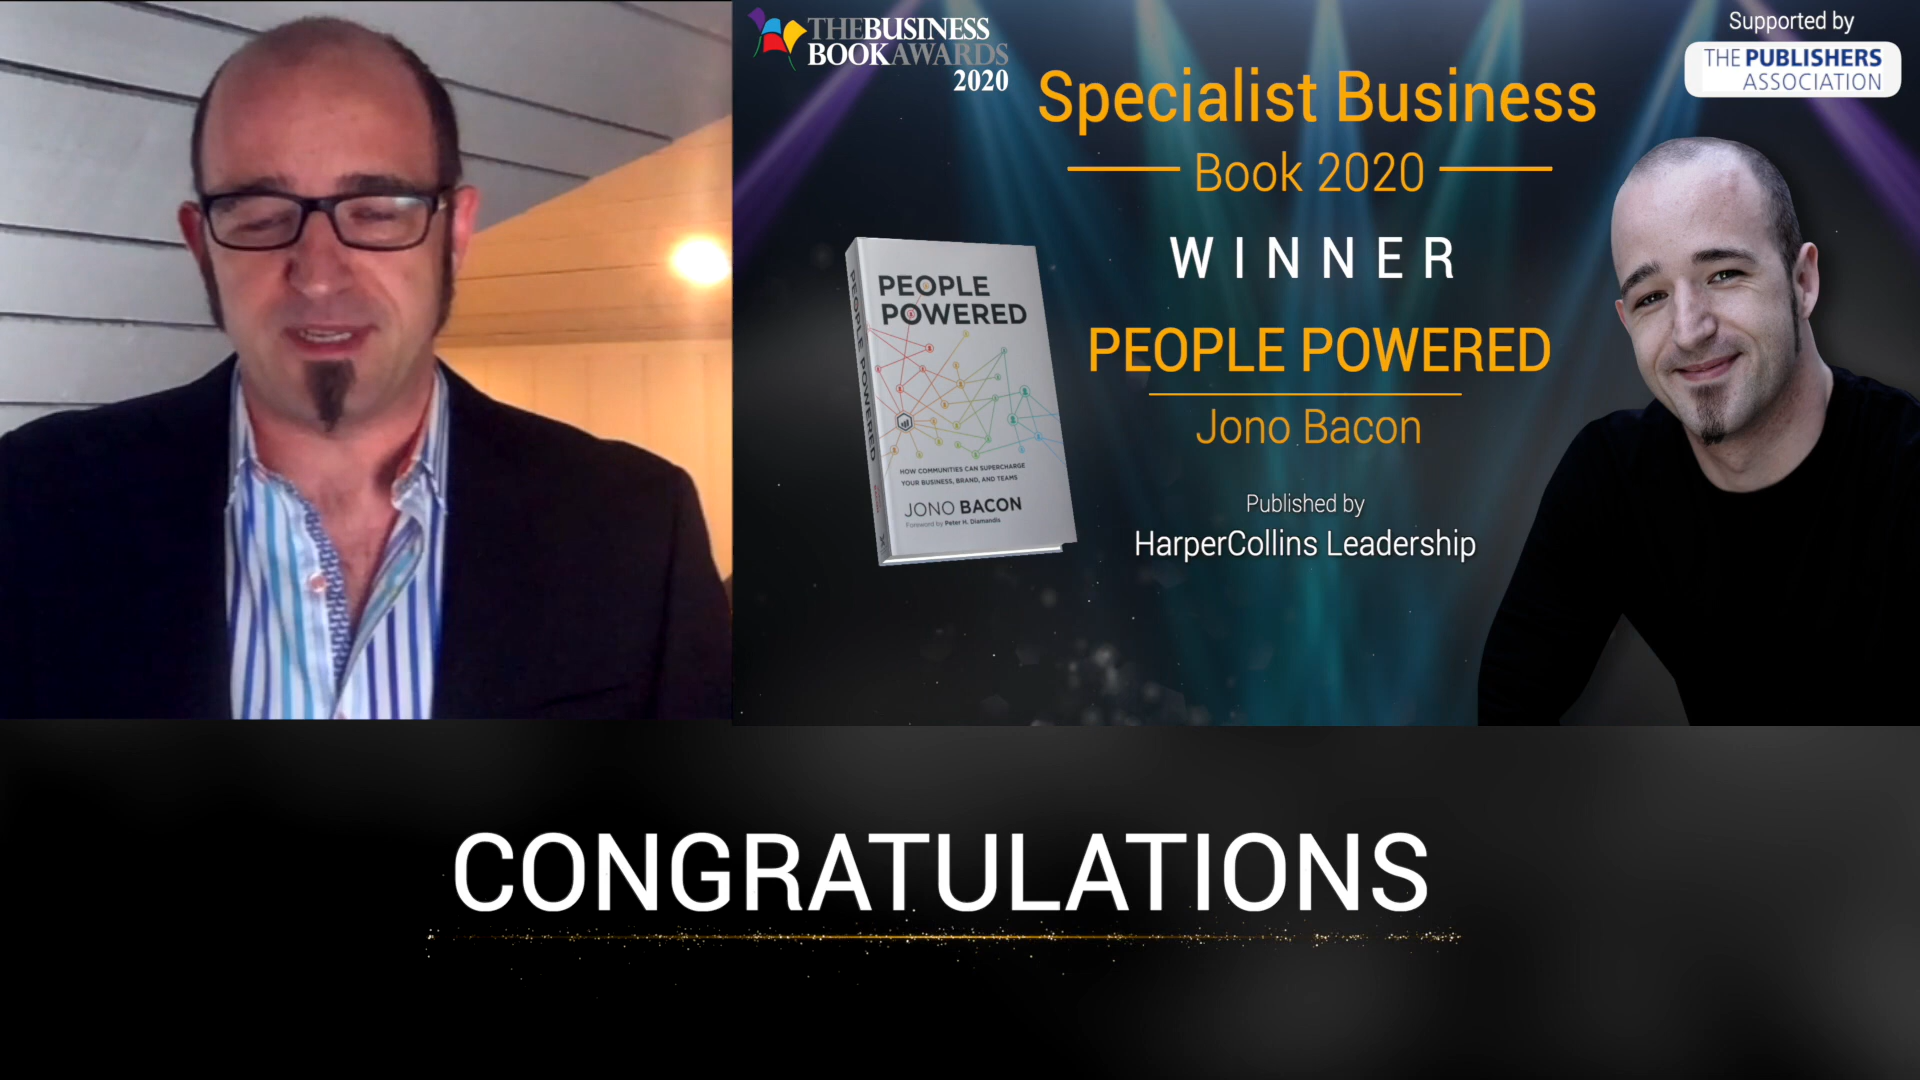 THE BUSINESS
BOOK AWARDS
2020
Supported by
THE PUBLISHERS
ASSOCIATION
Specialist Business
Book 2020
WINNER
PEOPLE POWERED
Jono Bacon
Published by
HarperCollins Leadership
PEOPLE POWERED
PEOPLE
POWERED
HOW COMMUNITIES CAN SUPERCHARGE
YOUR BUSINESS, BRAND, AND TEAMS
JONO BACON
Foreword by Peter H. Diamandis
CONGRATULATIONS